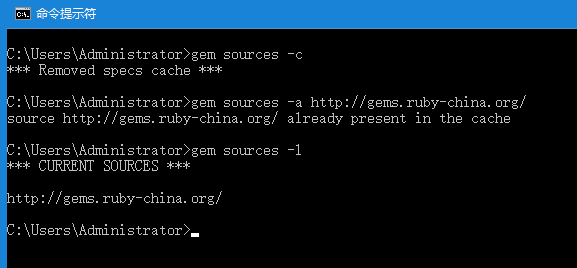 命令提示符
C:\Users\Administrator>gem sources -c
*** Removed specs cache ***
C:\Users\Administrator>gem sources -a http://gems.ruby-china.org/
source http://gems.ruby-china.org/ already present in the cache
C:\Users\Administrator>gem sources -l
*** CURRENT SOURCES ***
http://gems.ruby-china.org/
C:\Users\Administrator>